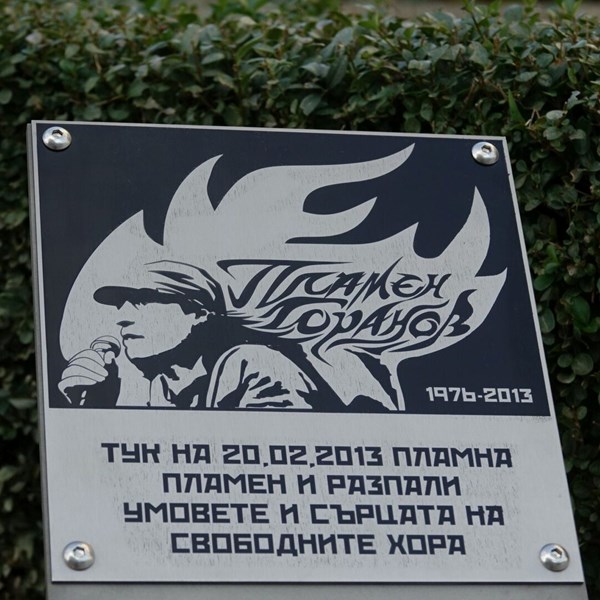 Пламен
Горанов
1976-2013
ТУК НА 20.02.2013 ПЛАМНА
ПЛАМЕН И РАЗПАЛИ
УМОВЕТЕ И СЪРЦАТА НА
СВОБОДНИТЕ ХОРА